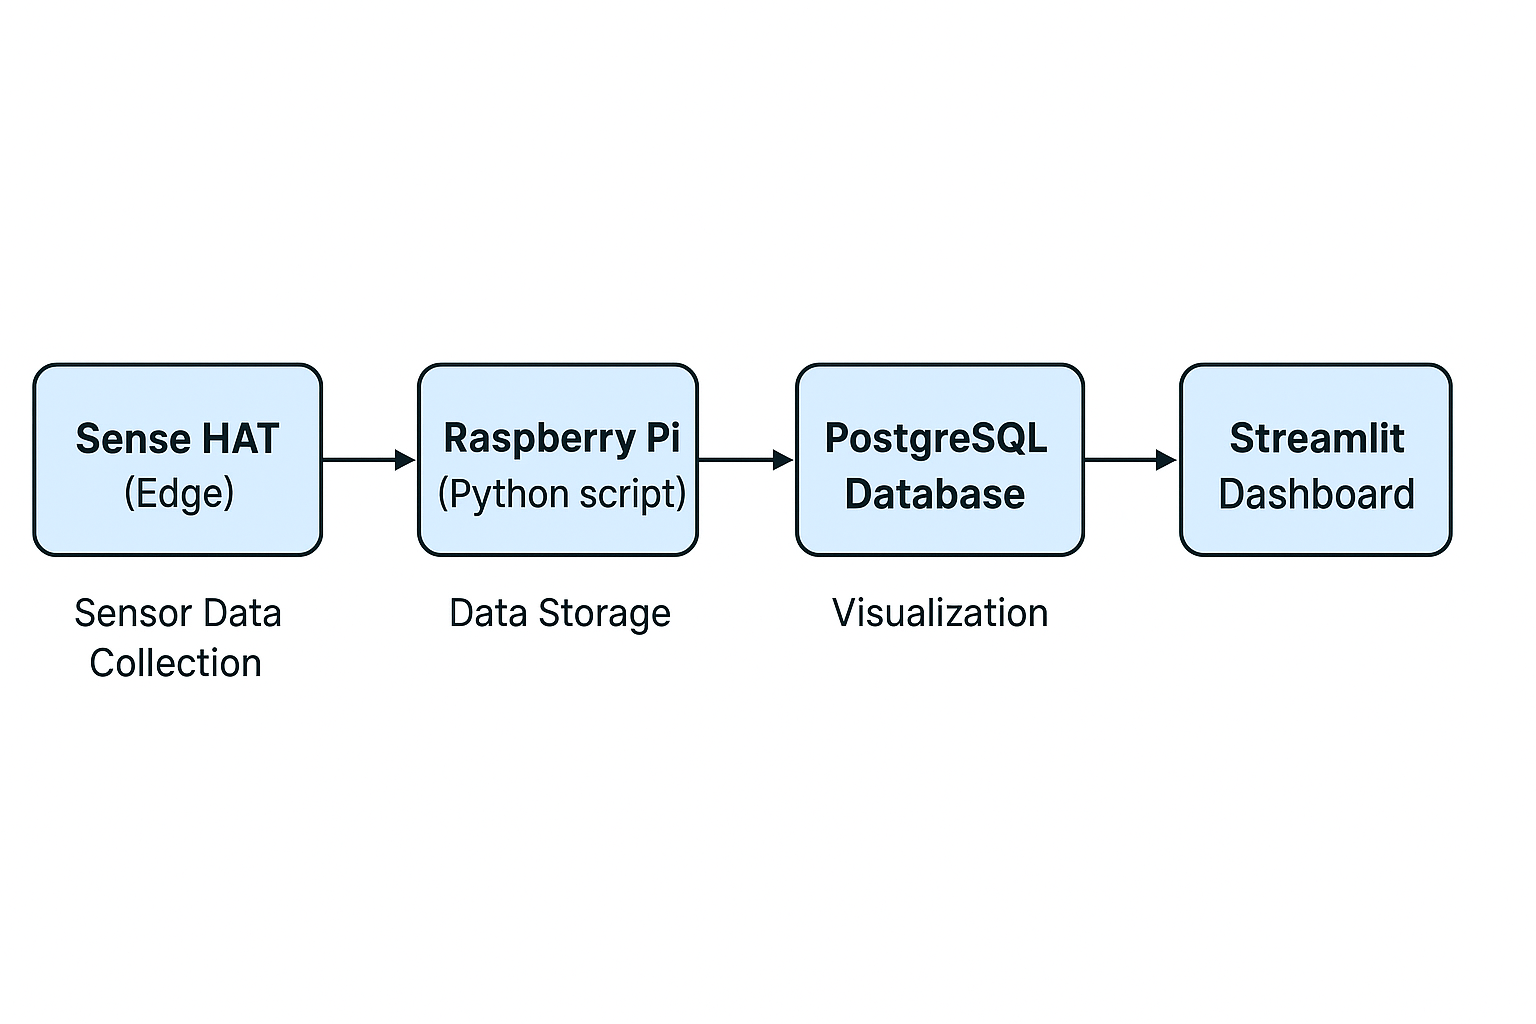 Sense HAT
(Edge)
Raspberry Pi
(Python script)
PostgreSQL
Database
Streamlit
Dashboard
Sensor Data
Collection
Data Storage
Visualization